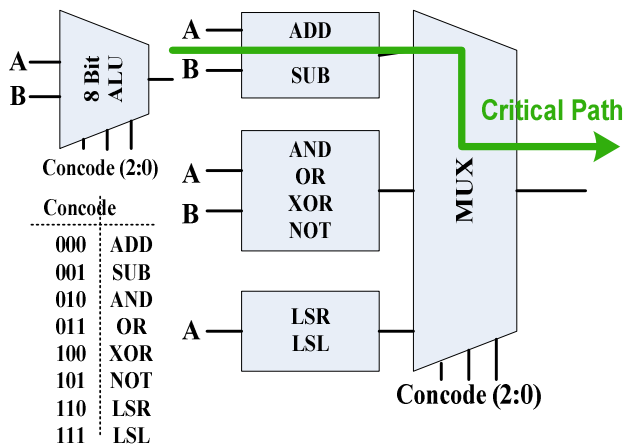 A
B
8 Bit
ALU
Concode (2:0)
Concode
000 ADD
001 SUB
010 AND
011 OR
100 XOR
101 NOT
110 LSR
111 LSL
A
B
ADD
SUB
A
B
AND
OR
XOR
NOT
A
LSR
LSL
MUX
Critical Path
Concode (2:0)